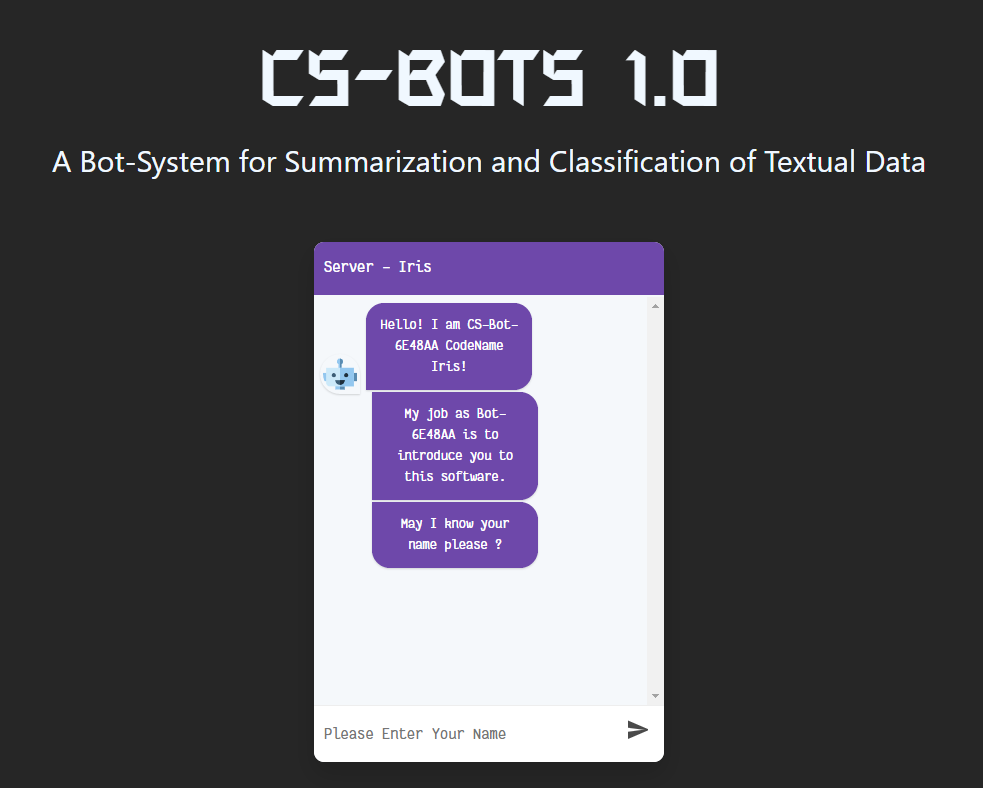 CS-BOTS 1.0
A Bot-System for Summarization and Classification of Textual Data
Server - Iris
Hello! I am CS-Bot-
6E48AA CodeName
Iris!
My job as Bot-
6E48AA is to
introduce you to
this software.
May I know your
name please ?
Please Enter Your Name